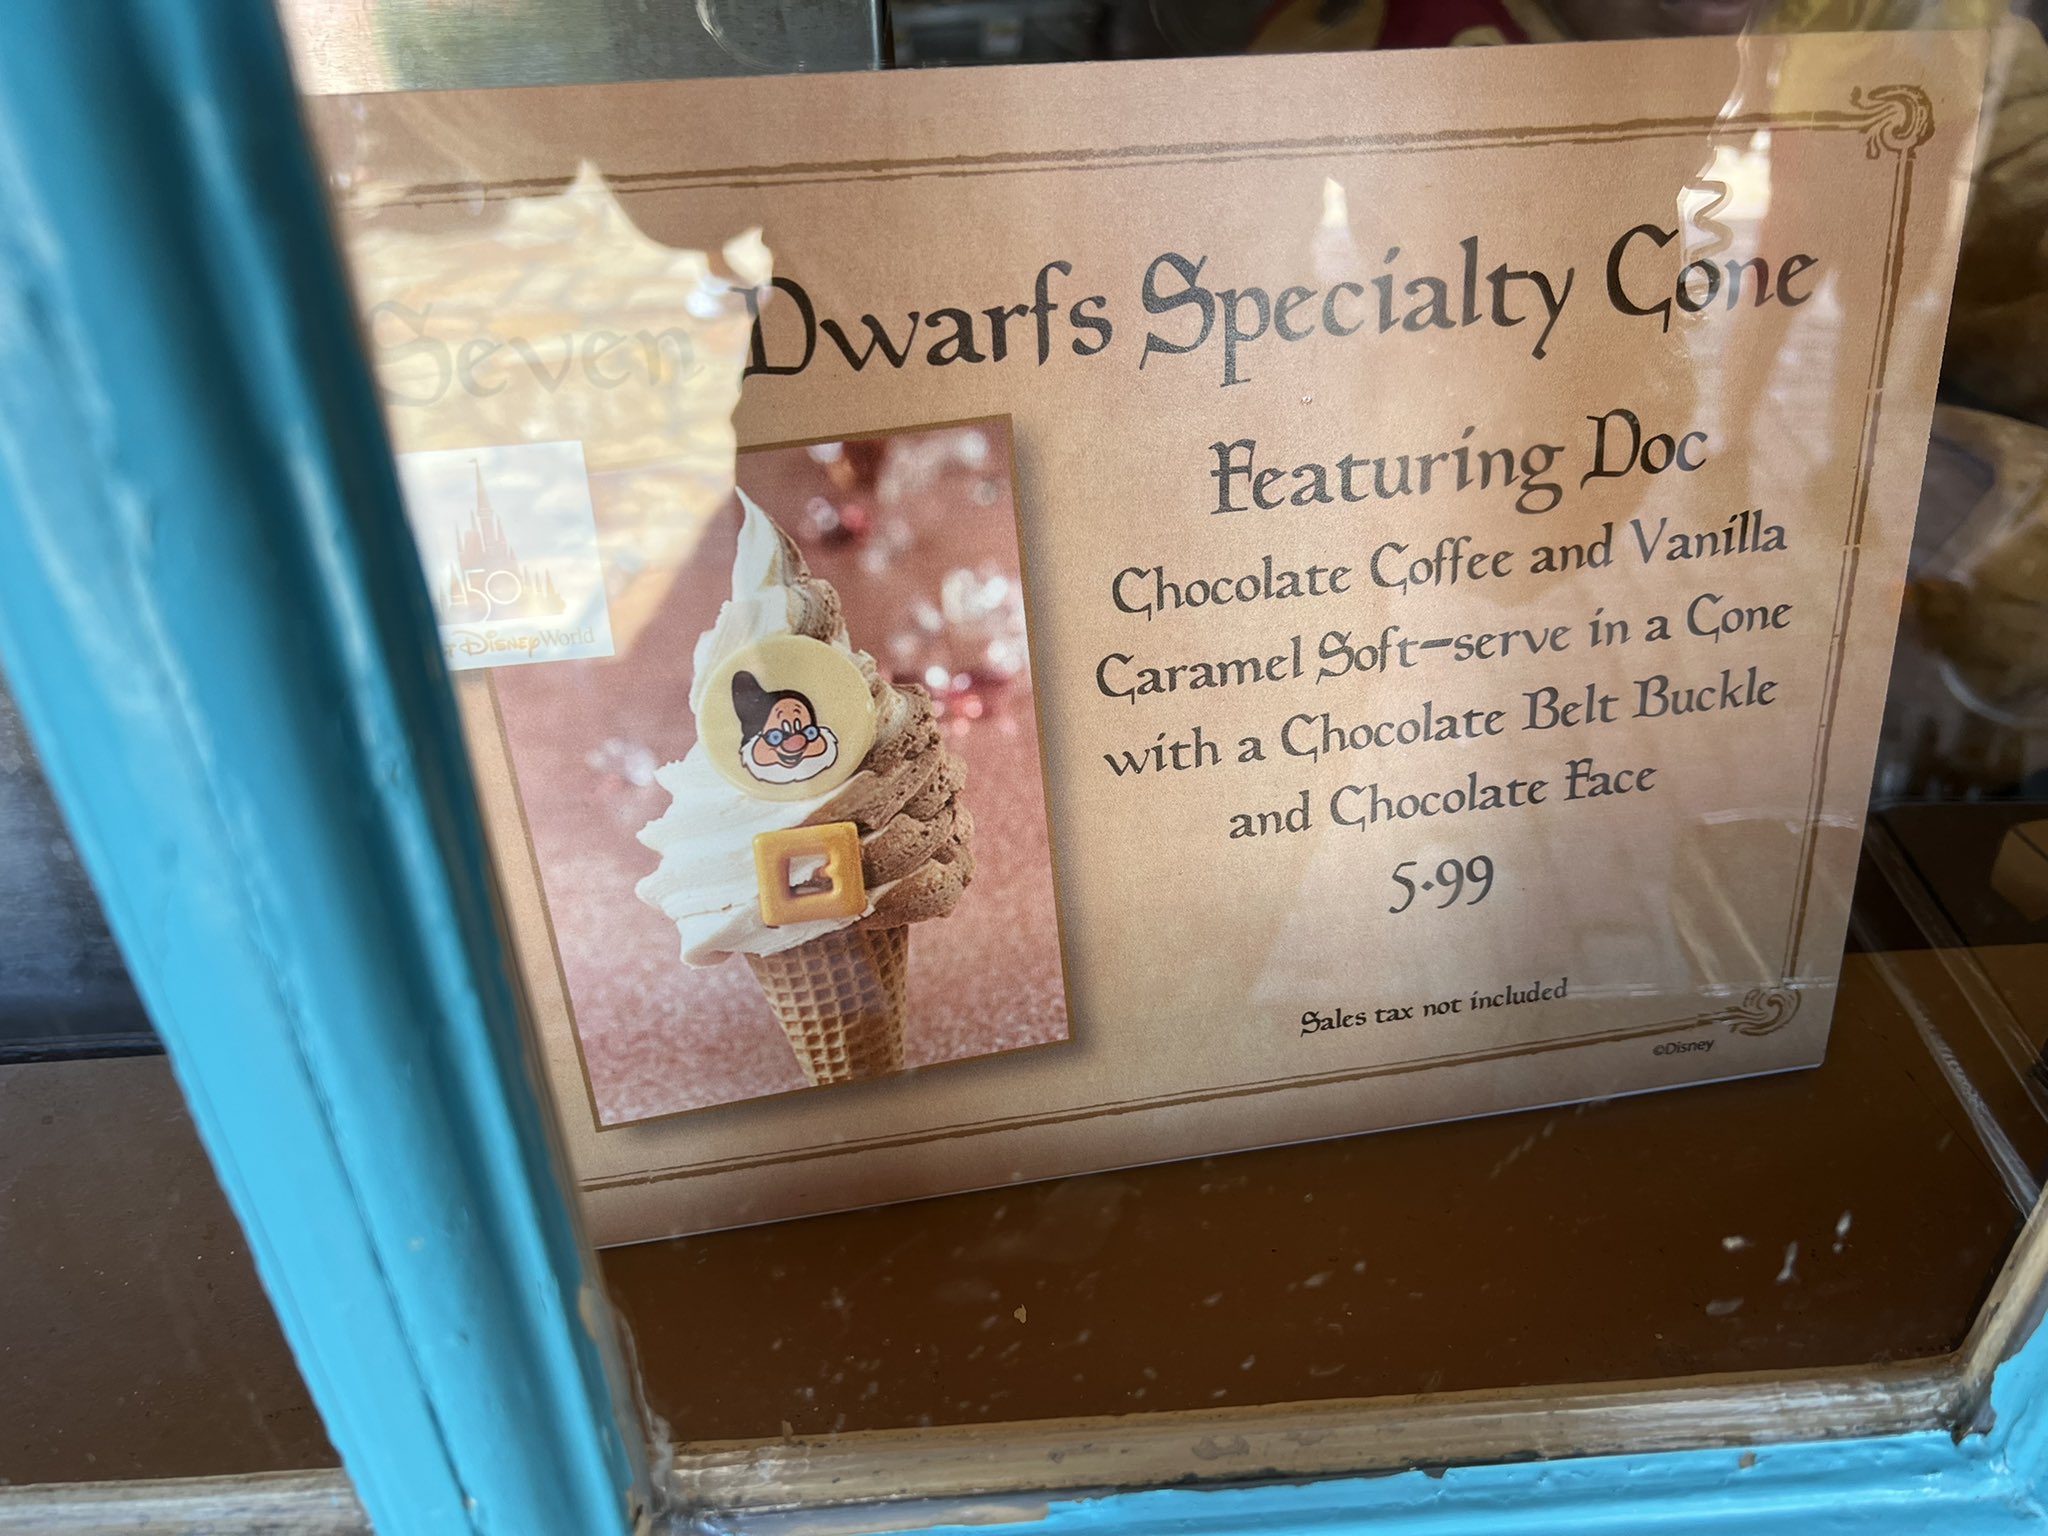 Seven Dwarfs Specialty Cone
Featuring Doc
Chocolate Coffee and Vanilla
Caramel Soft-serve in a Cone
with a Chocolate Belt Buckle
and Chocolate Face
5.99
Sales tax not included
©Disney
50
Disney World